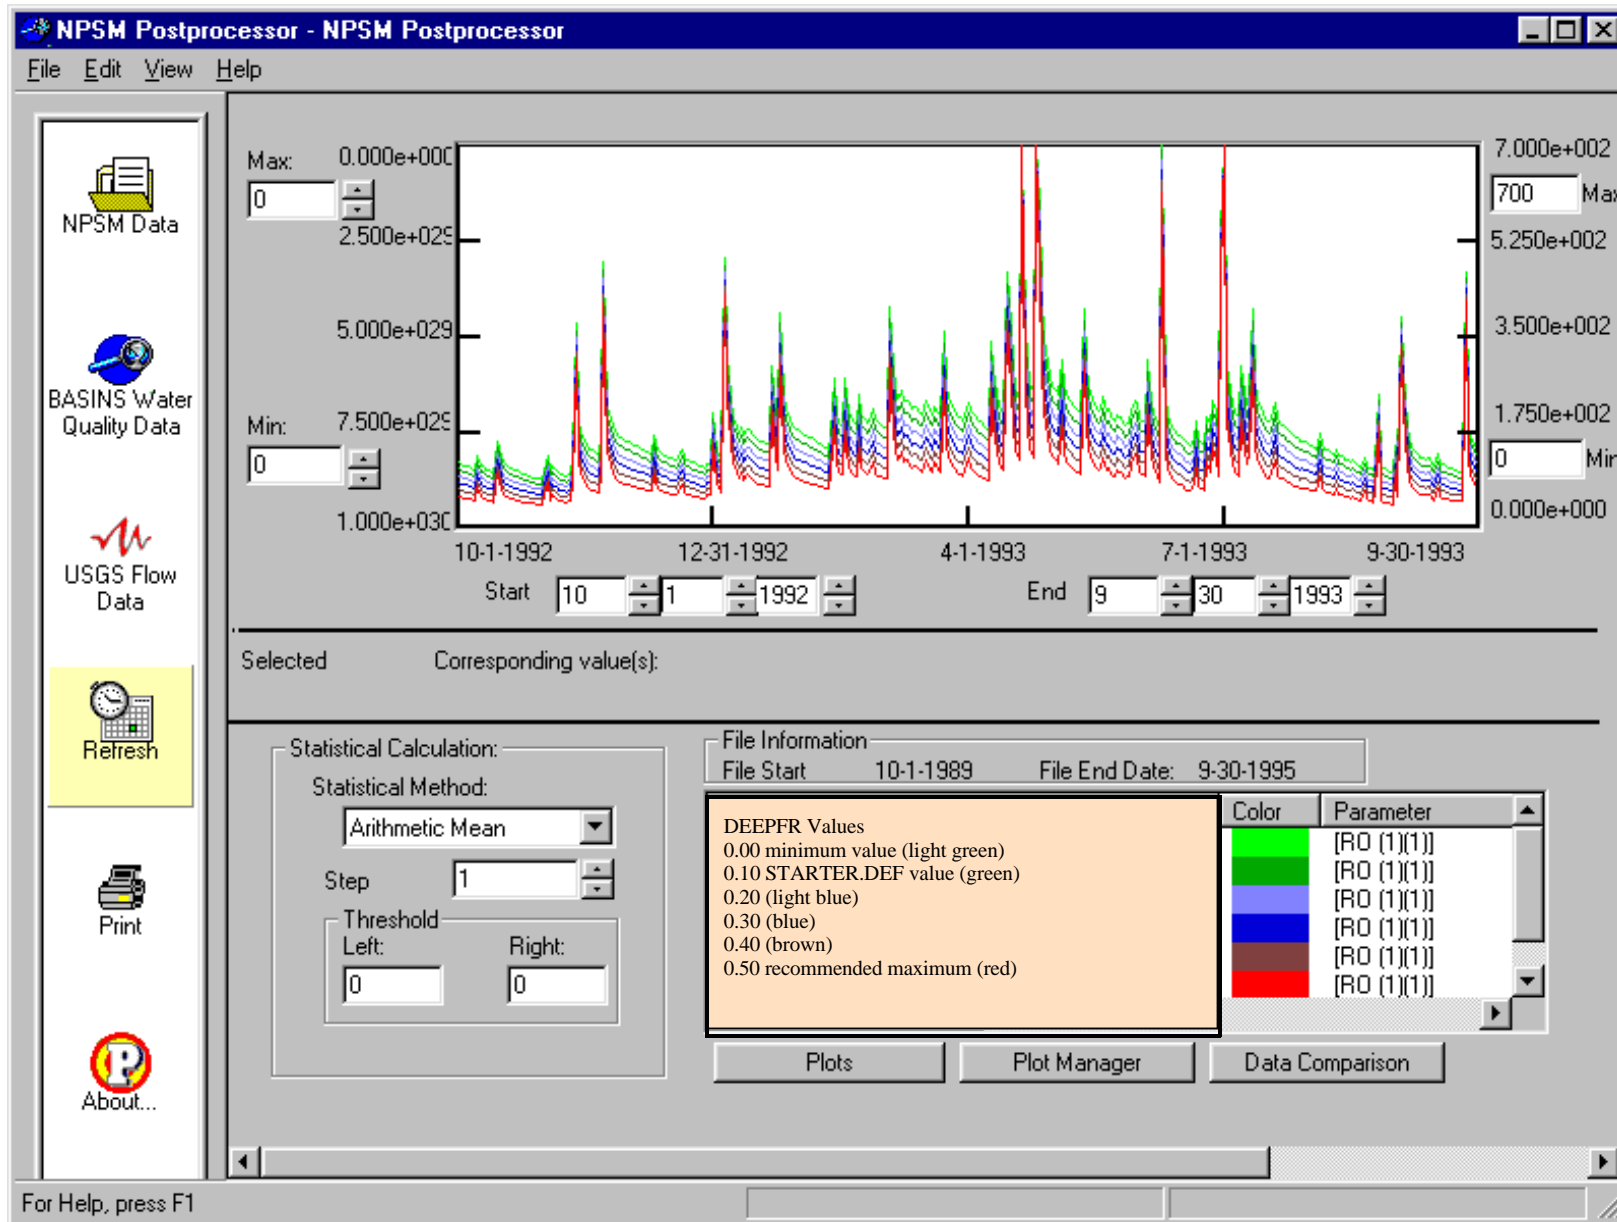 NPSM Postprocessor - NPSM Postprocessor
File Edit View Help
NPSM Data
BASINS Water
Quality Data
USGS Flow
Data
Refresh
Print
About...
Max:
0
0.000e+000
2.500e+029
5.000e+029
Min:
0
7.500e+029
1.000e+030
7.000e+002
700 Max
5.250e+002
3.500e+002
1.750e+002
0 Min
0.000e+000
10-1-1992 12-31-1992 4-1-1993 7-1-1993 9-30-1993
Start 10 1 1992 End 9 30 1993
Selected Corresponding value(s):
Statistical Calculation:
Statistical Method:
Arithmetic Mean
Step 1
Threshold
Left: Right:
0 0
File Information
File Start 10-1-1989 File End Date: 9-30-1995
DEEPFR Values
0.00 minimum value (light green)
0.10 STARTER.DEF value (green)
0.20 (light blue)
0.30 (blue)
0.40 (brown)
0.50 recommended maximum (red)
Color Parameter
[RO (1)(1)]
[RO (1)(1)]
[RO (1)(1)]
[RO (1)(1)]
[RO (1)(1)]
[RO (1)(1)]
Plots Plot Manager Data Comparison
For Help, press F1